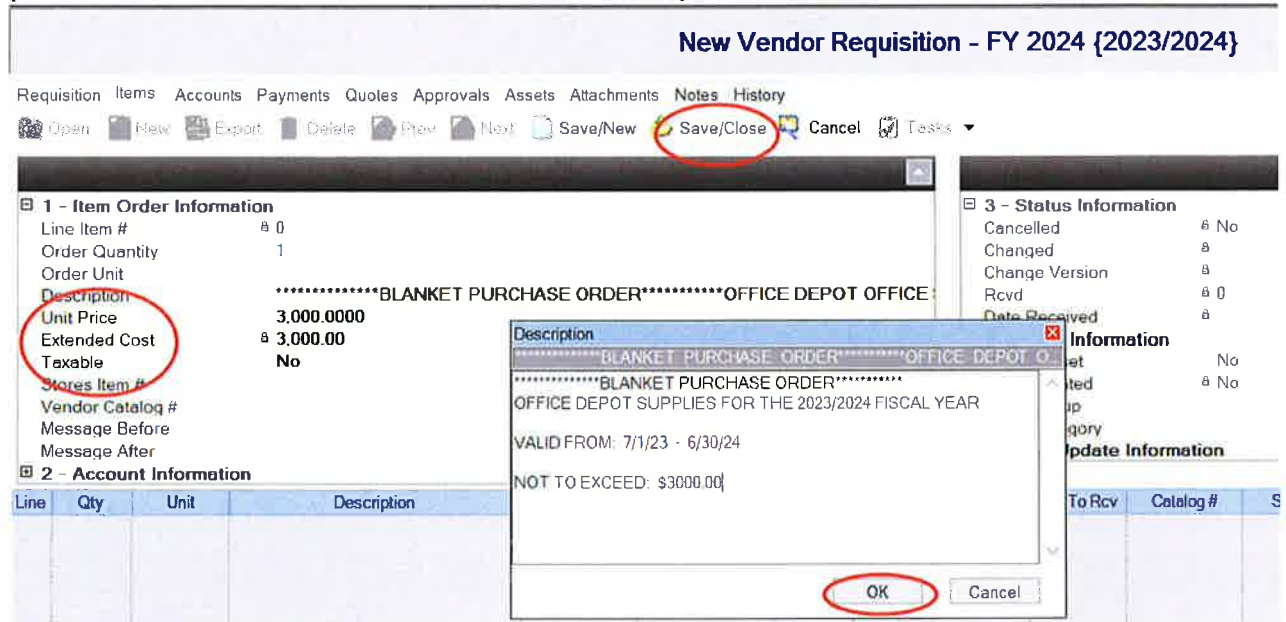 New Vendor Requisition - FY 2024 {2023/2024}
Requisition Items Accounts Payments Quotes Approvals Assets Attachments Notes History
Open New Export Delete Prev Next Save/New Save/Close Cancel Tasks
1 - Item Order Information
Line Item # 0
Order Quantity 1
Order Unit
Description **************BLANKET PURCHASE ORDER***********OFFICE DEPOT OFFICE
Unit Price 3,000.0000
Extended Cost 3,000.00
Taxable No
Stores Item #
Vendor Catalog #
Message Before
Message After
2 - Account Information
3 - Status Information
Cancelled No
Changed
Change Version
Rcvd 0
Date Received
Information
et No
ted No
up
gory
Update Information
Description
**************BLANKET PURCHASE ORDER***********OFFICE DEPOT O...
**************BLANKET PURCHASE ORDER***********
OFFICE DEPOT SUPPLIES FOR THE 2023/2024 FISCAL YEAR
VALID FROM: 7/1/23 - 6/30/24
NOT TO EXCEED: $3000.00
OK Cancel
Line Qty Unit Description To Rcv Catalog # S